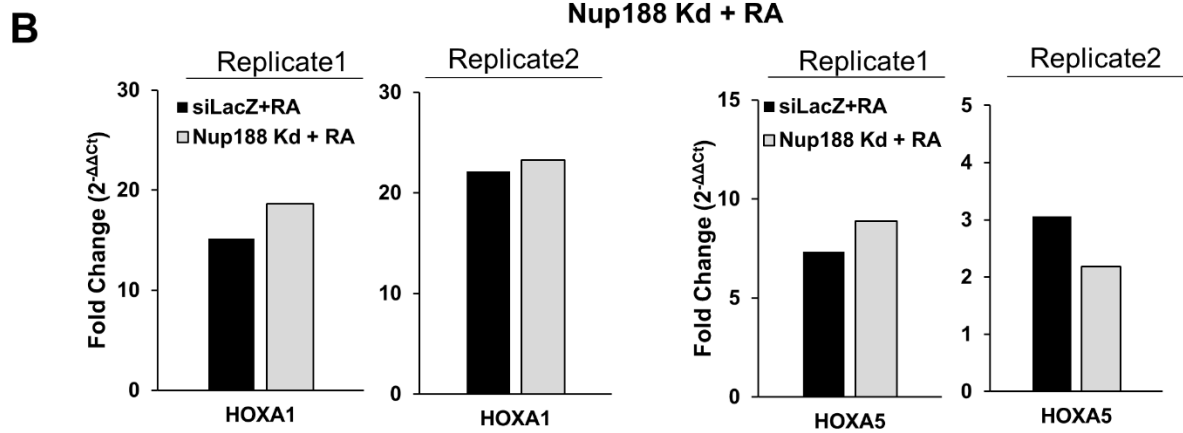 B
Nup188 Kd + RA
Replicate1
Fold Change (2-ΔΔCt)
30
20
10
0
siLacZ+RA
Nup188 Kd + RA
HOXA1
Replicate2
30
20
10
0
HOXA1
Replicate1
Fold Change (2-ΔΔCt)
15
10
5
0
siLacZ+RA
Nup188 Kd + RA
HOXA5
Replicate2
5
4
3
2
1
0
HOXA5